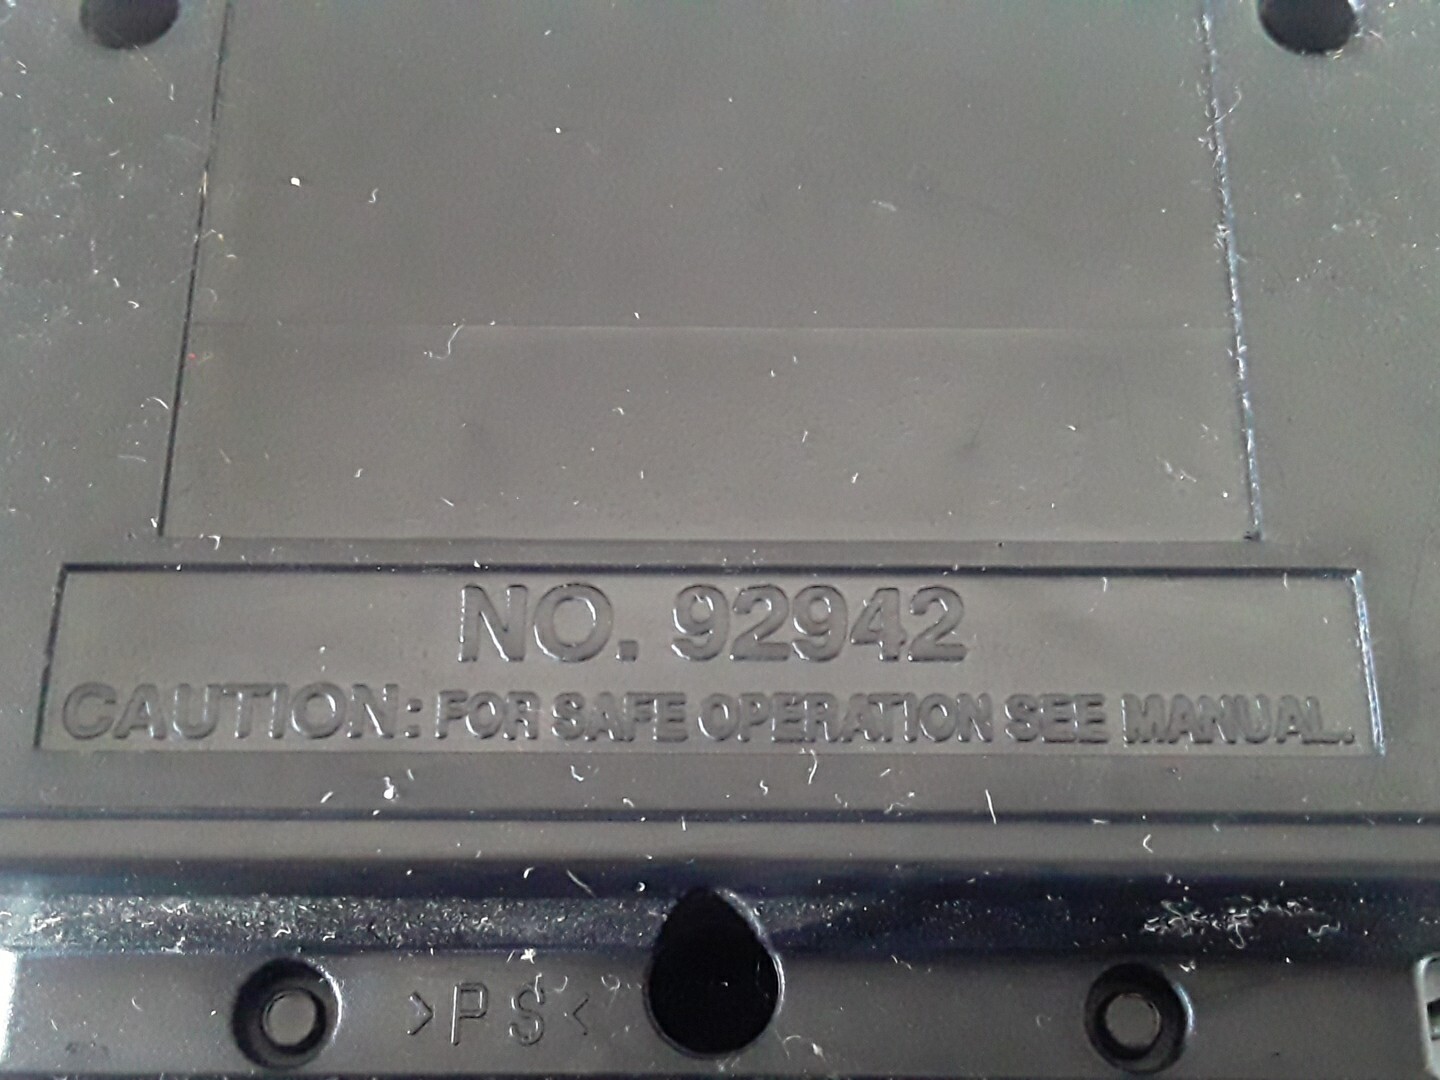 NO. 92942
CAUTION: FOR SAFE OPERATION SEE MANUAL.
>PS<